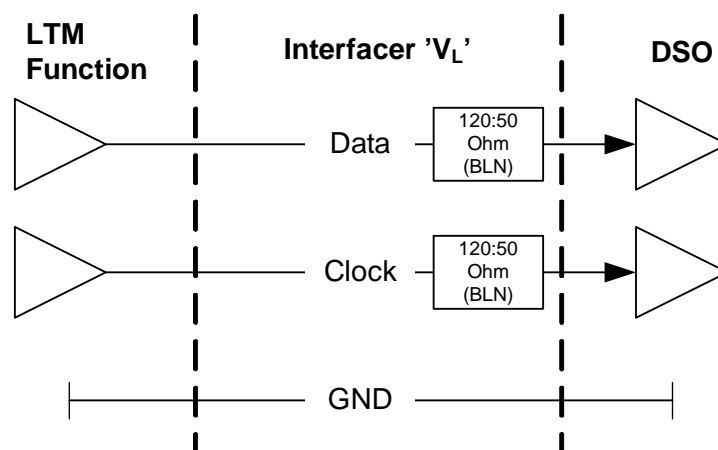 LTM
Function
Interfacer ’VL’
DSO
Data
120:50
Ohm
(BLN)
Clock
120:50
Ohm
(BLN)
GND